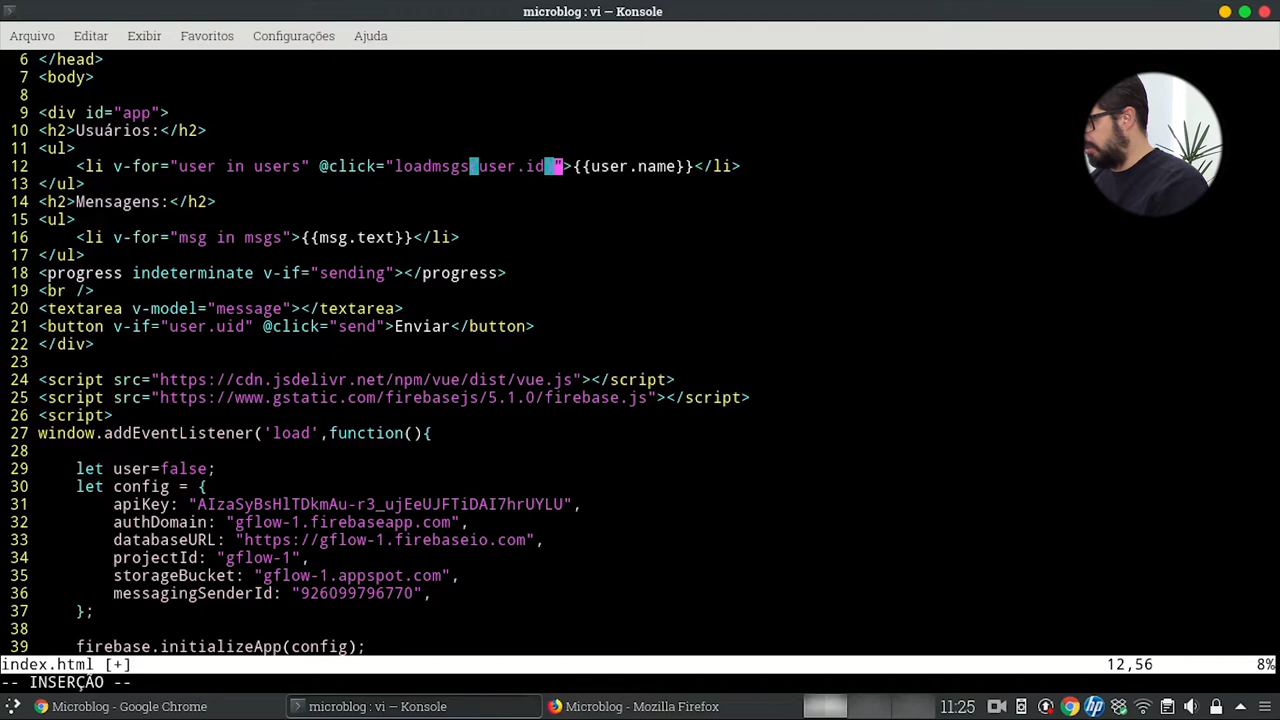 microblog : vi — Konsole
Arquivo Editar Exibir Favoritos Configurações Ajuda
6 </head>
7 <body>
8
9 <div id="app">
10 <h2>Usuários:</h2>
11 <ul>
12 <li v-for="user in users" @click="loadmsgs(user.id)">{{user.name}}</li>
13 </ul>
14 <h2>Mensagens:</h2>
15 <ul>
16 <li v-for="msg in msgs">{{msg.text}}</li>
17 </ul>
18 <progress indeterminate v-if="sending"></progress>
19 <br />
20 <textarea v-model="message"></textarea>
21 <button v-if="user.uid" @click="send">Enviar</button>
22 </div>
23
24 <script src="https://cdn.jsdelivr.net/npm/vue/dist/vue.js"></script>
25 <script src="https://www.gstatic.com/firebasejs/5.1.0/firebase.js"></script>
26 <script>
27 window.addEventListener('load',function(){
28
29 let user=false;
30 let config = {
31 apiKey: "AIzaSyBsHlTDkmAu-r3_ujEeUJFTiDAI7hrUYLU",
32 authDomain: "gflow-1.firebaseapp.com",
33 databaseURL: "https://gflow-1.firebaseio.com",
34 projectId: "gflow-1",
35 storageBucket: "gflow-1.appspot.com",
36 messagingSenderId: "926099796770",
37 };
38
39 firebase.initializeApp(config);
index.html [+] 12,56 8%
-- INSERÇÃO --
Microblog - Google Chrome microblog : vi — Konsole Microblog - Mozilla Firefox 11:25